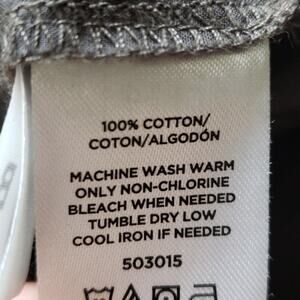 100% COTTON/
COTON/ALGODÓN
MACHINE WASH WARM
ONLY NON-CHLORINE
BLEACH WHEN NEEDED
TUMBLE DRY LOW
COOL IRON IF NEEDED
503015